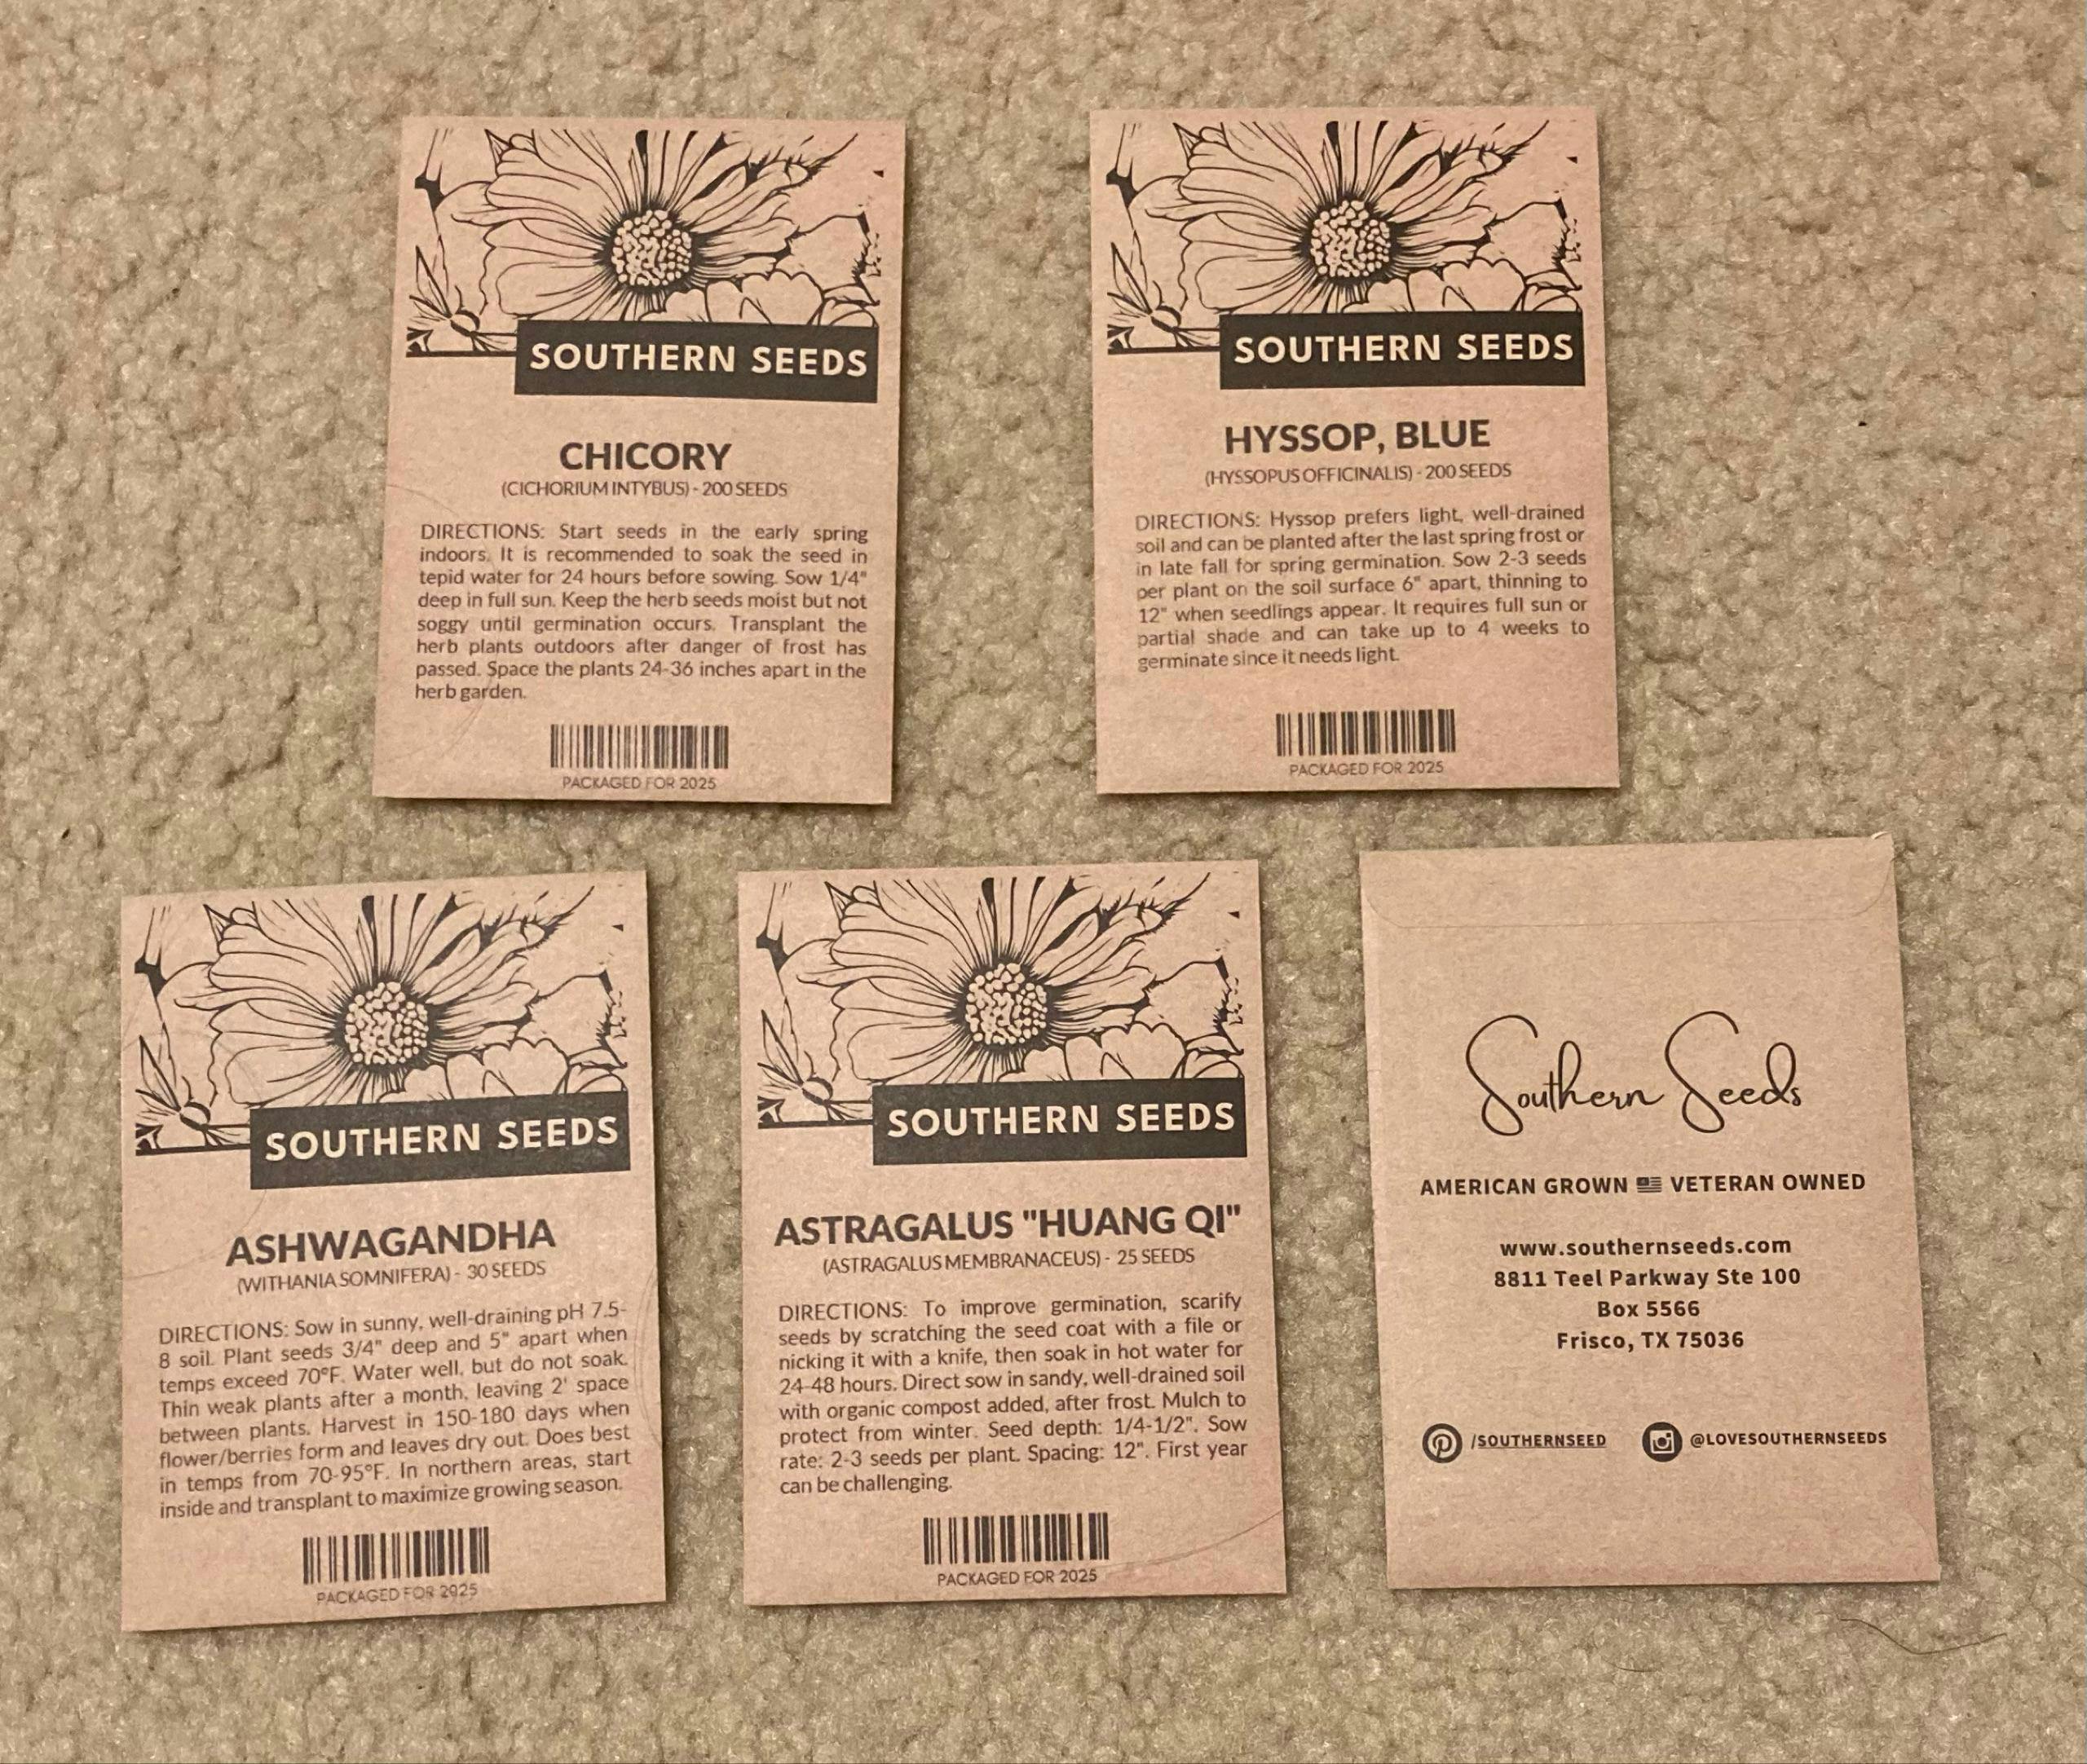 SOUTHERN SEEDS
CHICORY
(CICHORIUM INTYBUS) - 200 SEEDS
DIRECTIONS: Start seeds in the early spring
indoors. It is recommended to soak the seed in
tepid water for 24 hours before sowing. Sow 1/4"
deep in full sun. Keep the herb seeds moist but not
soggy until germination occurs. Transplant the
herb plants outdoors after danger of frost has
passed. Space the plants 24-36 inches apart in the
herb garden.
PACKAGED FOR 2025
SOUTHERN SEEDS
HYSSOP, BLUE
(HYSSOPUS OFFICINALIS) - 200 SEEDS
DIRECTIONS: Hyssop prefers light, well-drained
soil and can be planted after the last spring frost or
in late fall for spring germination. Sow 2-3 seeds
per plant on the soil surface 6" apart, thinning to
12" when seedlings appear. It requires full sun or
partial shade and can take up to 4 weeks to
germinate since it needs light.
PACKAGED FOR 2025
SOUTHERN SEEDS
ASHWAGANDHA
(WITHANIA SOMNIFERA) - 30 SEEDS
DIRECTIONS: Sow in sunny, well-draining pH 7.5-
8 soil. Plant seeds 3/4" deep and 5" apart when
temps exceed 70°F. Water well, but do not soak.
Thin weak plants after a month, leaving 2' space
between plants. Harvest in 150-180 days when
flower/berries form and leaves dry out. Does best
in temps from 70-95°F. In northern areas, start
inside and transplant to maximize growing season.
PACKAGED FOR 2025
SOUTHERN SEEDS
ASTRAGALUS "HUANG QI"
(ASTRAGALUS MEMBRANACEUS) - 25 SEEDS
DIRECTIONS: To improve germination, scarify
seeds by scratching the seed coat with a file or
nicking it with a knife, then soak in hot water for
24-48 hours. Direct sow in sandy, well-drained soil
with organic compost added, after frost. Mulch to
protect from winter. Seed depth: 1/4-1/2". Sow
rate: 2-3 seeds per plant. Spacing: 12". First year
can be challenging.
PACKAGED FOR 2025
Southern Seeds
AMERICAN GROWN VETERAN OWNED
www.southernseeds.com
8811 Teel Parkway Ste 100
Box 5566
Frisco, TX 75036
/SOUTHERNSEED @LOVESOUTHERNSEEDS